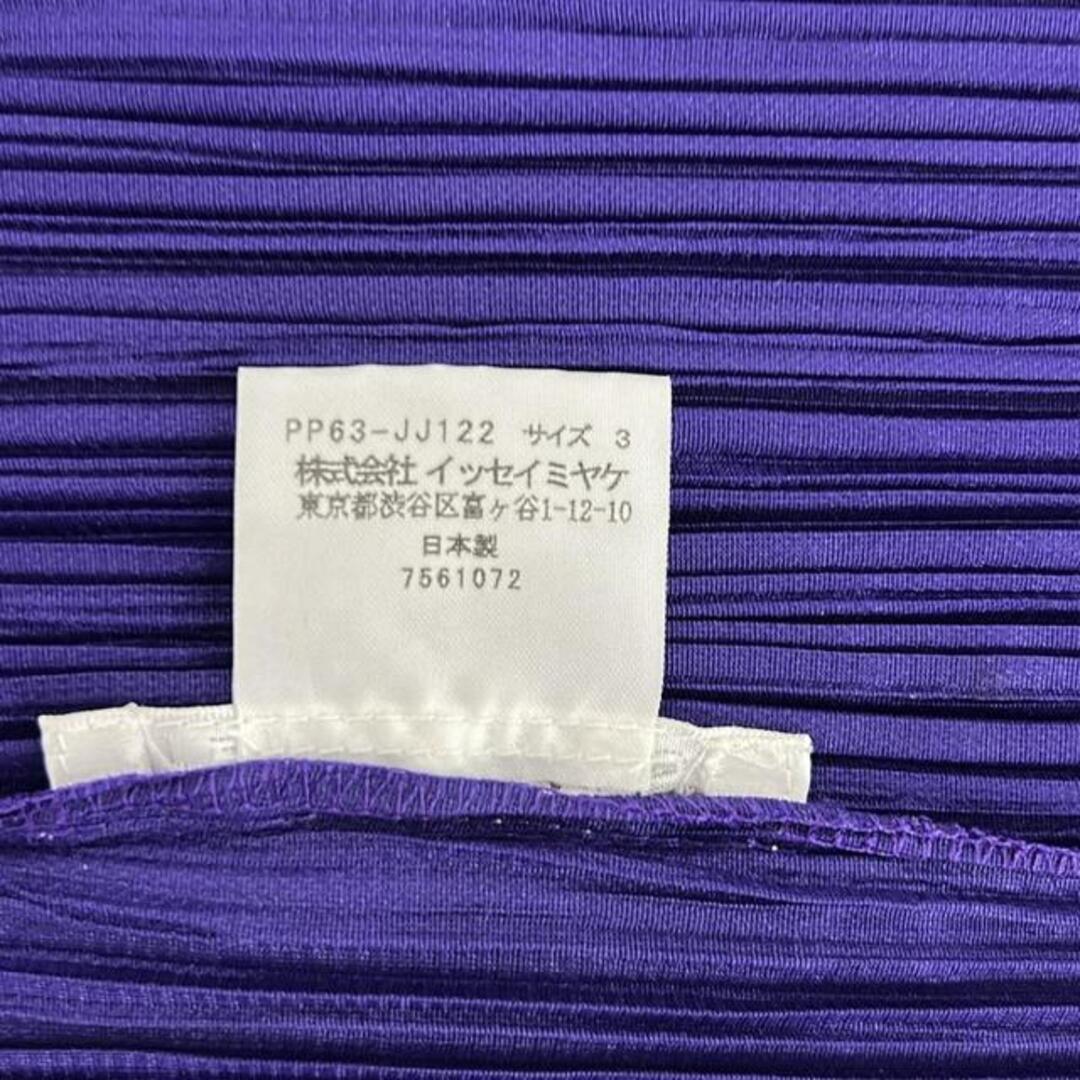 PP63-JJ122 サイズ 3
株式会社 イッセイミヤケ
東京都渋谷区富ヶ谷1-12-10
日本製
7561072